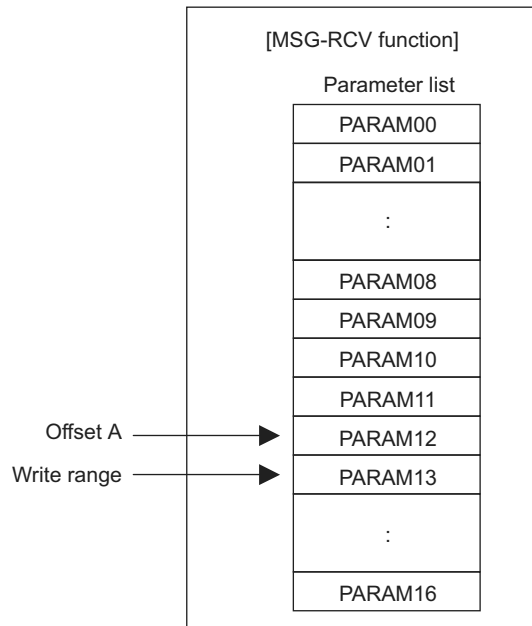 [MSG-RCV function]
Parameter list
PARAM00
PARAM01
:
PARAM08
PARAM09
PARAM10
PARAM11
Offset A
PARAM12
Write range
PARAM13
:
PARAM16